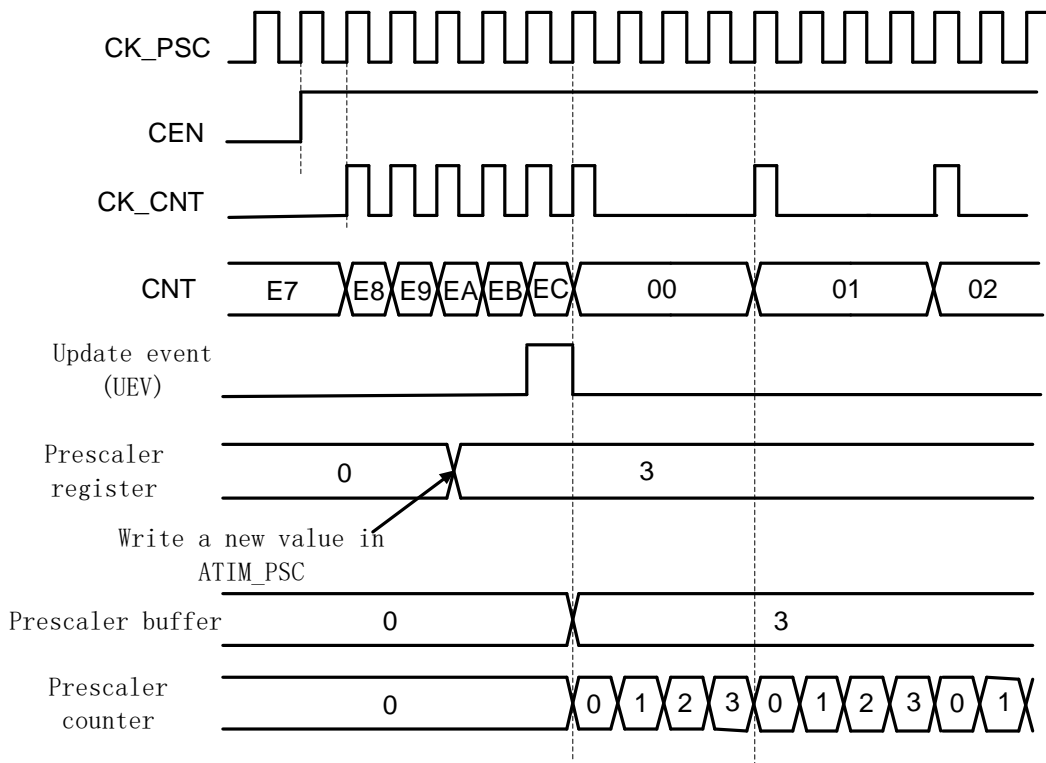 CK_PSC
CEN
CK_CNT
CNT
E7 E8 E9 EA EB EC 00 01 02
Update event
(UEV)
Prescaler
register
0 3
Write a new value in
ATIM_PSC
Prescaler buffer
0 3
Prescaler
counter
0 0 1 2 3 0 1 2 3 0 1